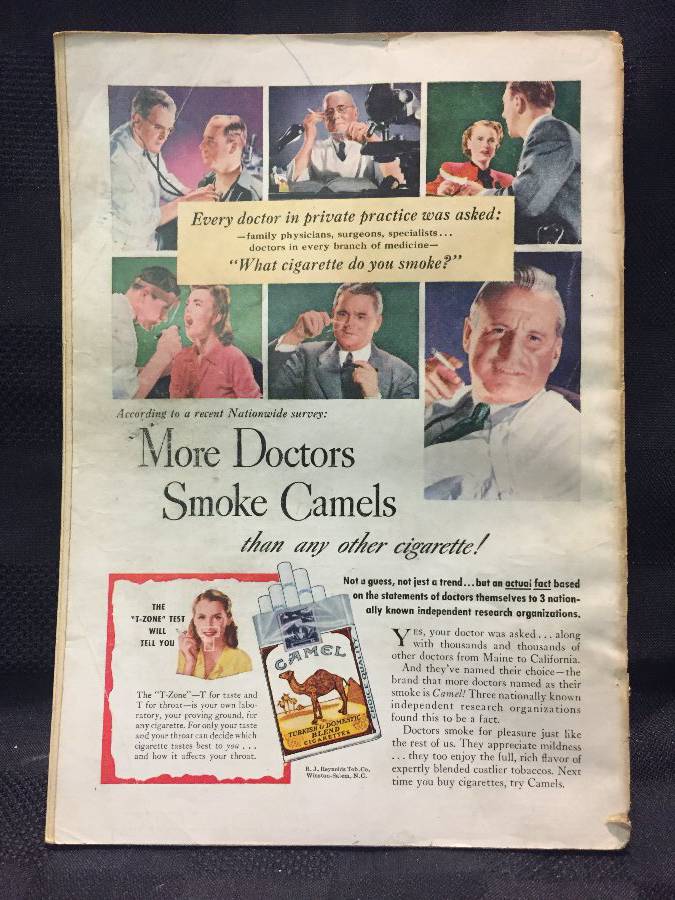 Every doctor in private practice was asked:
—family physicians, surgeons, specialists...
doctors in every branch of medicine—
"What cigarette do you smoke?"
According to a recent Nationwide survey:
More Doctors
Smoke Camels
than any other cigarette!
THE
"T-ZONE" TEST
WILL
TELL YOU
The "T-Zone"—T for taste and
T for throat—is your own labo-
ratory, your proving ground, for
any cigarette. For only your taste
and your throat can decide which
cigarette tastes best to you ...
and how it affects your throat.
CAMEL
TURKISH & DOMESTIC
BLEND
CIGARETTES
R. J. Reynolds Tob. Co.
Winston-Salem, N.C.
Not a guess, not just a trend...but an actual fact based
on the statements of doctors themselves to 3 nation-
ally known independent research organizations.
YES, your doctor was asked... along
with thousands and thousands of
other doctors from Maine to California.
And they've named their choice—the
brand that more doctors named as their
smoke is Camel! Three nationally known
independent research organizations
found this to be a fact.
Doctors smoke for pleasure just like
the rest of us. They appreciate mildness
... they too enjoy the full, rich flavor of
expertly blended costlier tobaccos. Next
time you buy cigarettes, try Camels.